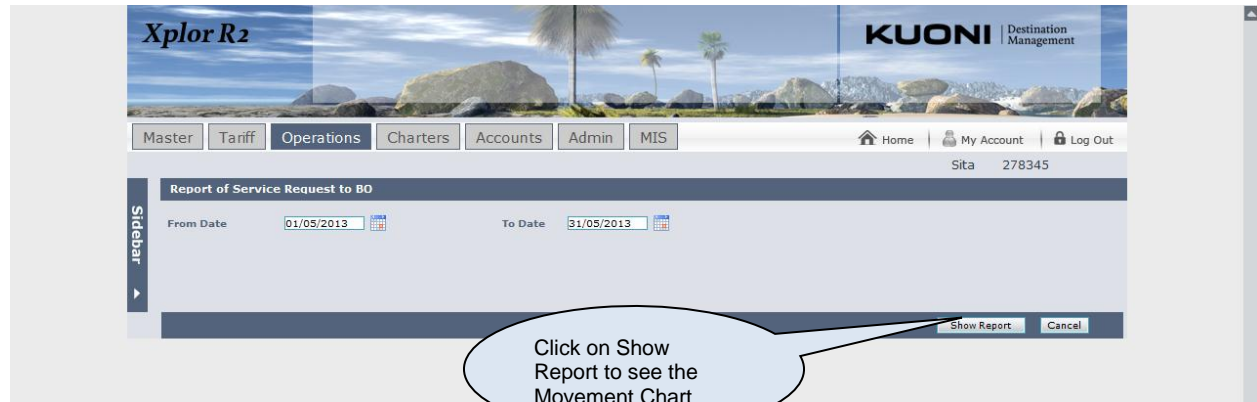 Xplor R2
KUONI Destination Management
Master Tariff Operations Charters Accounts Admin MIS Home My Account Log Out
Sita 278345
Report of Service Request to BO
Sidebar
From Date 01/05/2013 To Date 31/05/2013
Show Report Cancel
Click on Show
Report to see the
Movement Chart